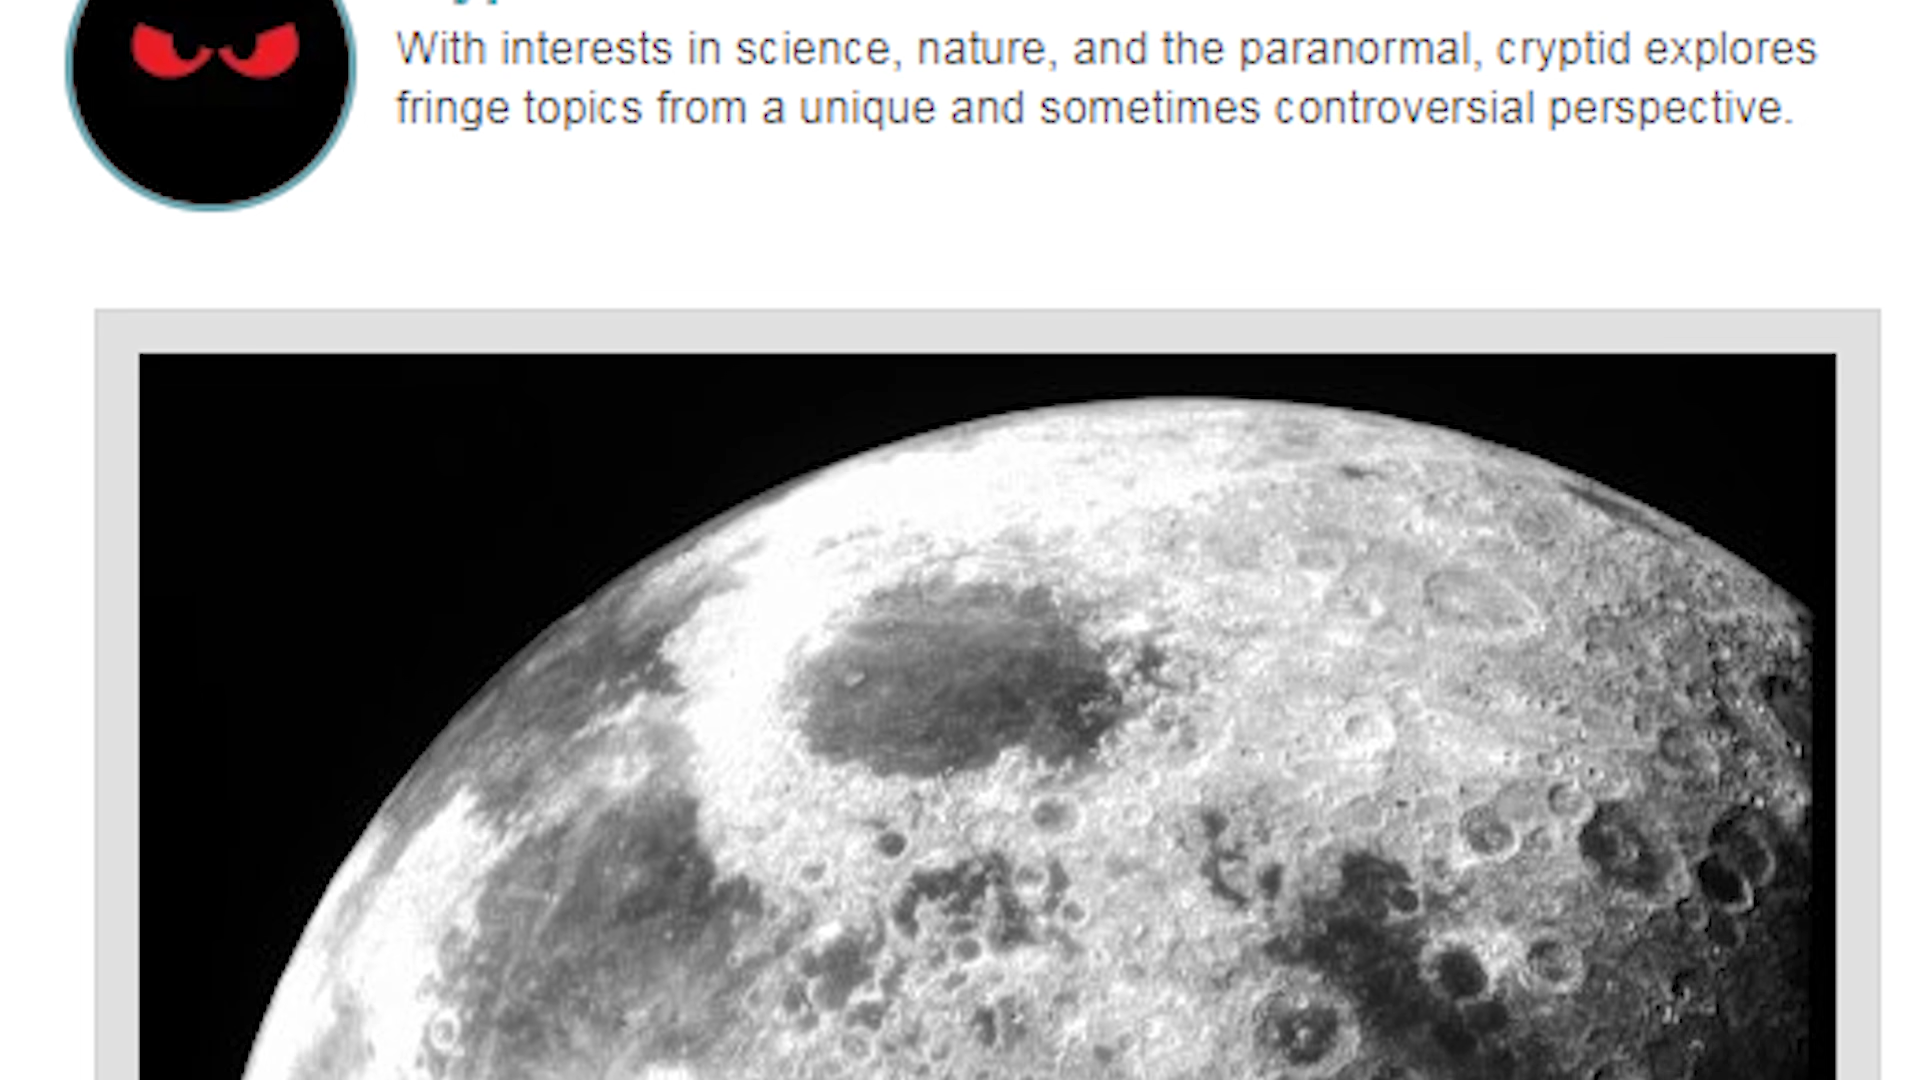 With interests in science, nature, and the paranormal, cryptid explores
fringe topics from a unique and sometimes controversial perspective.